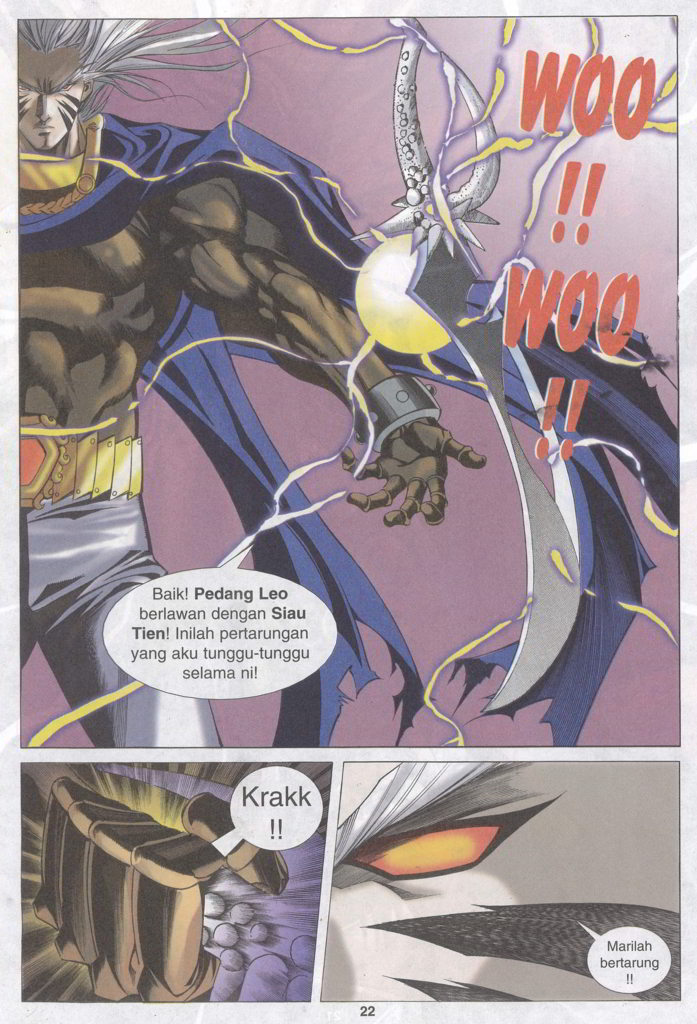 WOO
!!
WOO
!!
Baik! Pedang Leo
berlawan dengan Siau
Tien! Inilah pertarungan
yang aku tunggu-tunggu
selama ni!
Krakk
!!
Marilah
bertarung
!!
22